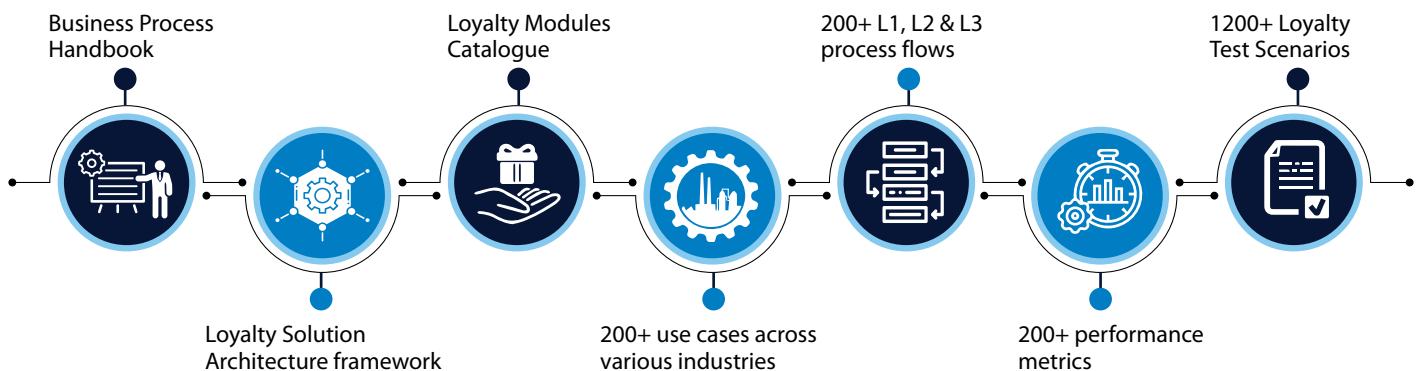 Business Process
Handbook
Loyalty Solution
Architecture framework
Loyalty Modules
Catalogue
200+ use cases across
various industries
200+ L1, L2 & L3
process flows
200+ performance
metrics
1200+ Loyalty
Test Scenarios